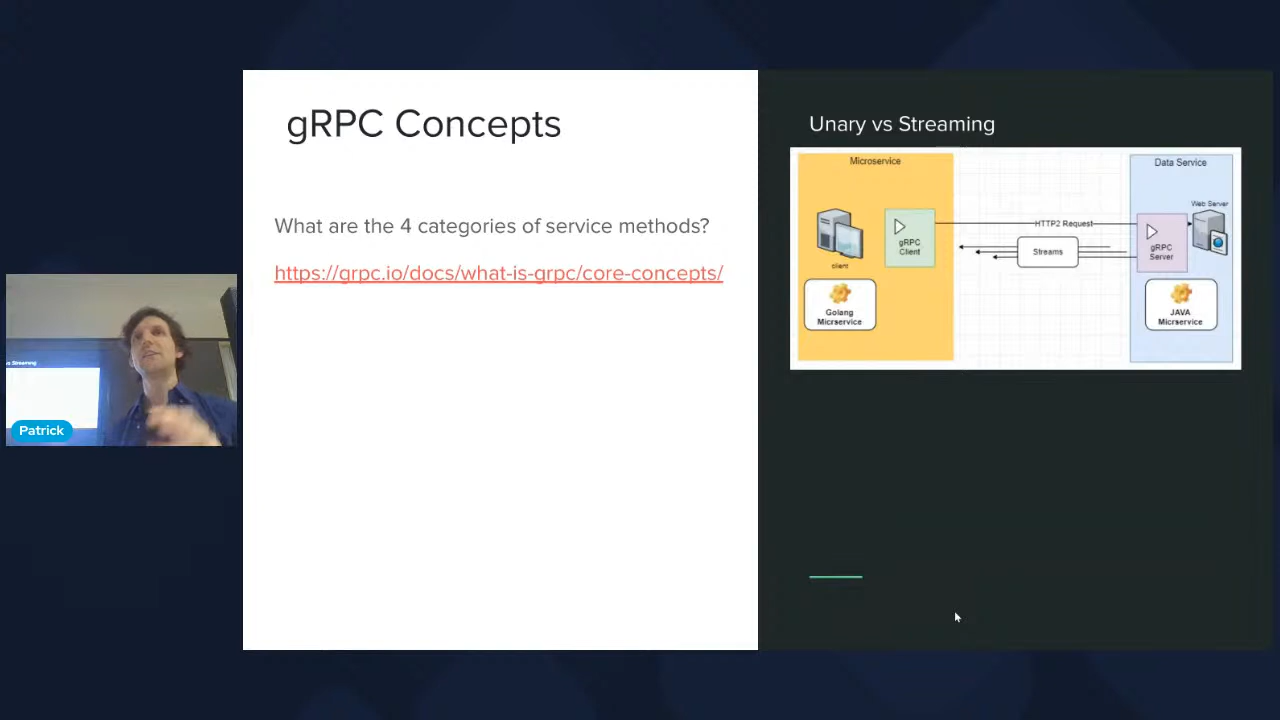 gRPC Concepts
What are the 4 categories of service methods?
https://grpc.io/docs/what-is-grpc/core-concepts/
Unary vs Streaming
Microservice
client
gRPC
Client
Golang
Micrservice
HTTP2 Request
Streams
Data Service
Web Server
gRPC
Server
JAVA
Micrservice
Streaming
Patrick